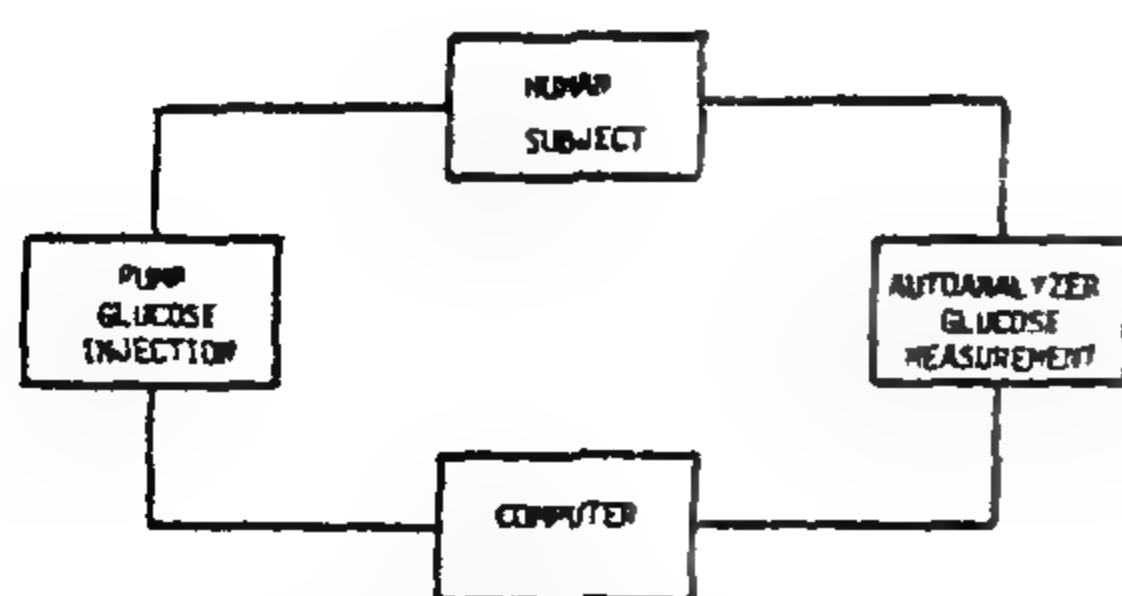 HUMAN
SUBJECT
PUMP
GLUCOSE
INJECTION
AUTOANALYZER
GLUCOSE
MEASUREMENT
COMPUTER